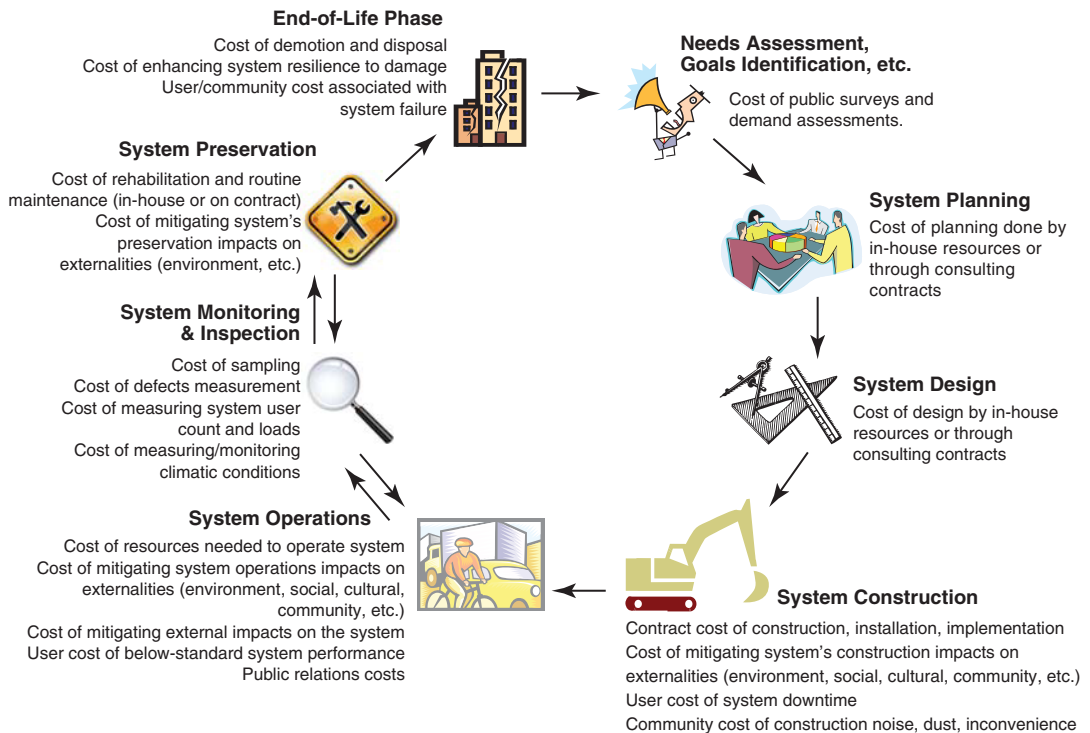 End-of-Life Phase
Cost of demotion and disposal
Cost of enhancing system resilience to damage
User/community cost associated with
system failure
Needs Assessment,
Goals Identification, etc.
Cost of public surveys and
demand assessments.
System Planning
Cost of planning done by
in-house resources or
through consulting
contracts
System Design
Cost of design by in-house
resources or through
consulting contracts
System Construction
Contract cost of construction, installation, implementation
Cost of mitigating system’s construction impacts on
externalities (environment, social, cultural, community, etc.)
User cost of system downtime
Community cost of construction noise, dust, inconvenience
System Operations
Cost of resources needed to operate system
Cost of mitigating system operations impacts on
externalities (environment, social, cultural,
community, etc.)
Cost of mitigating external impacts on the system
User cost of below-standard system performance
Public relations costs
System Monitoring
& Inspection
Cost of sampling
Cost of defects measurement
Cost of measuring system user
count and loads
Cost of measuring/monitoring
climatic conditions
System Preservation
Cost of rehabilitation and routine
maintenance (in-house or on contract)
Cost of mitigating system’s
preservation impacts on
externalities (environment, etc.)